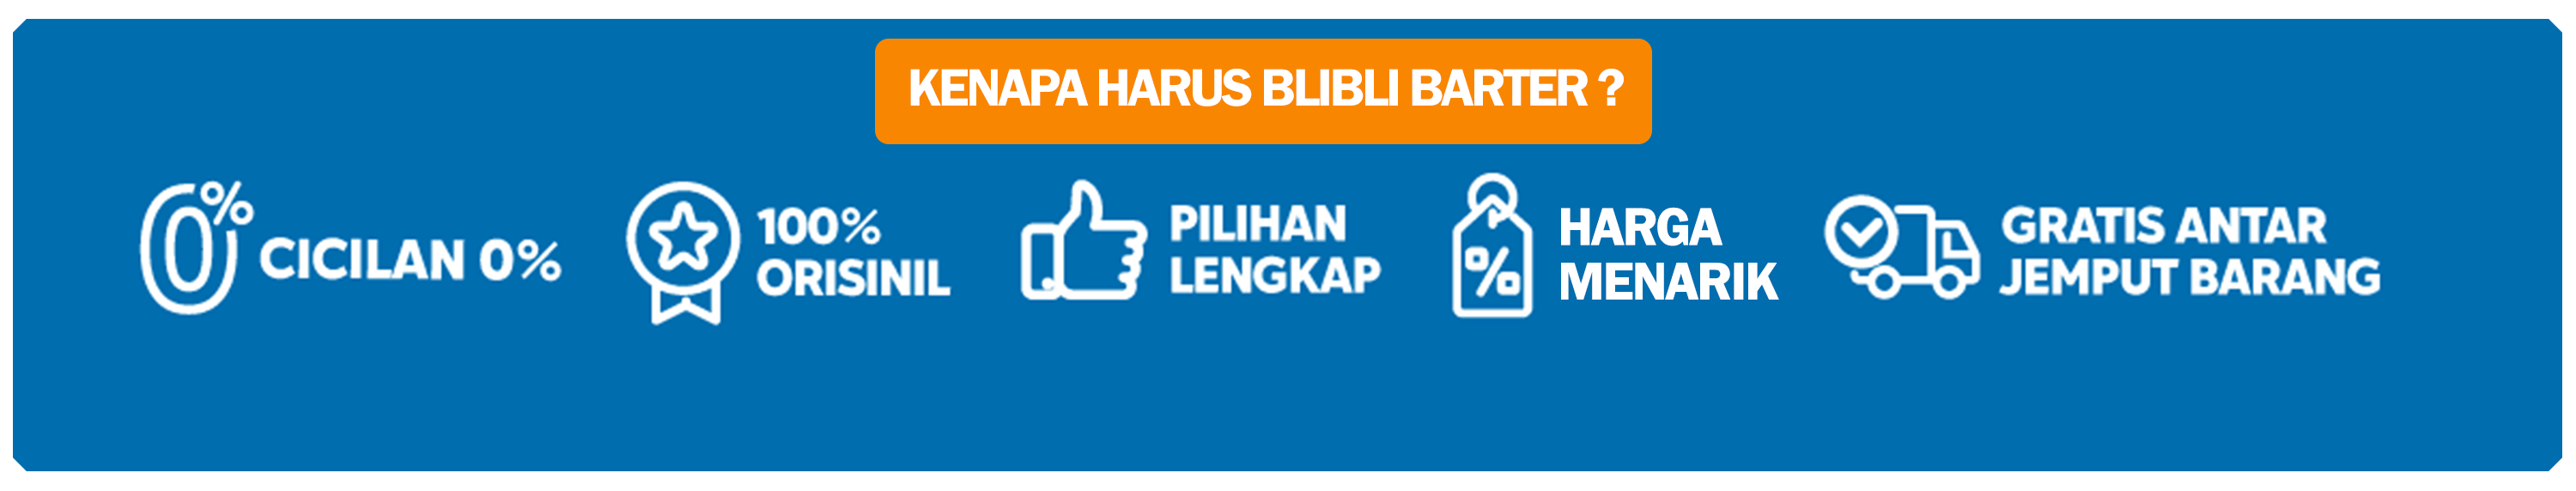 KENAPA HARUS BLIBLI BARTER ?
0%
CICILAN 0%
100%
ORISINIL
PILIHAN
LENGKAP
%
HARGA
MENARIK
GRATIS ANTAR
JEMPUT BARANG